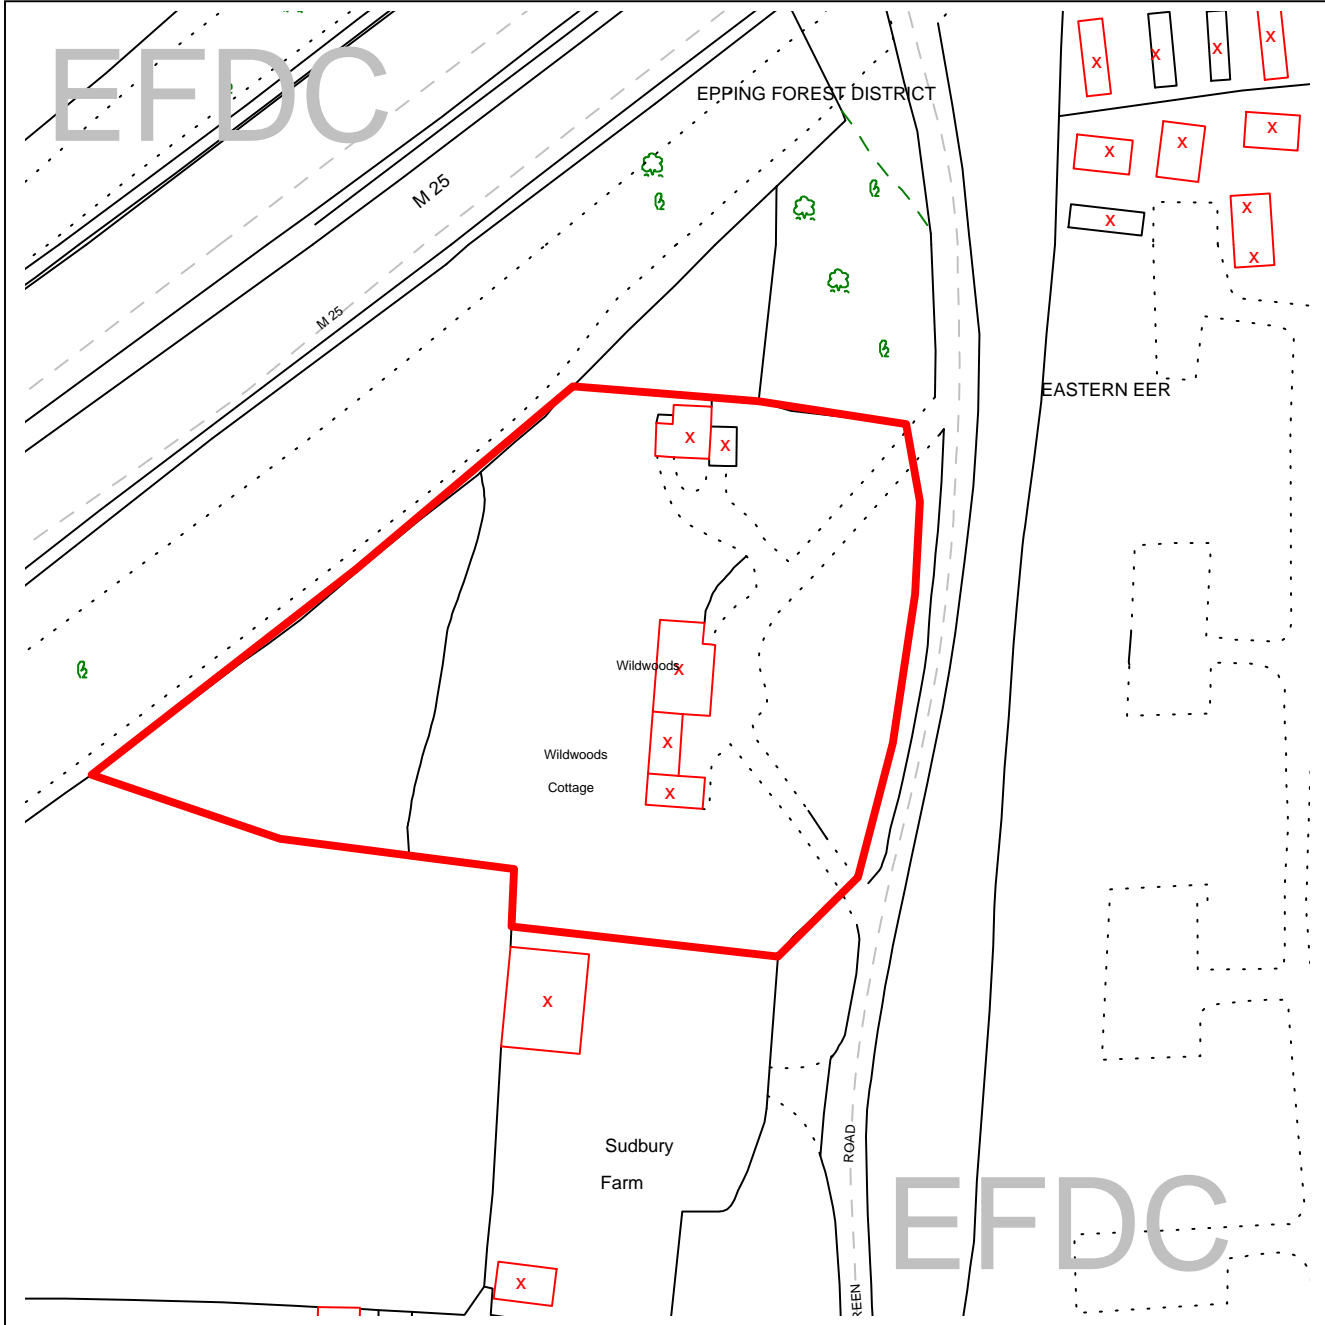 EFDC
EPPING FOREST DISTRICT
M 25
M 25
EASTERN EER
Wildwoods
Wildwoods
Cottage
Sudbury
Farm
ROAD
REEN
EFDC